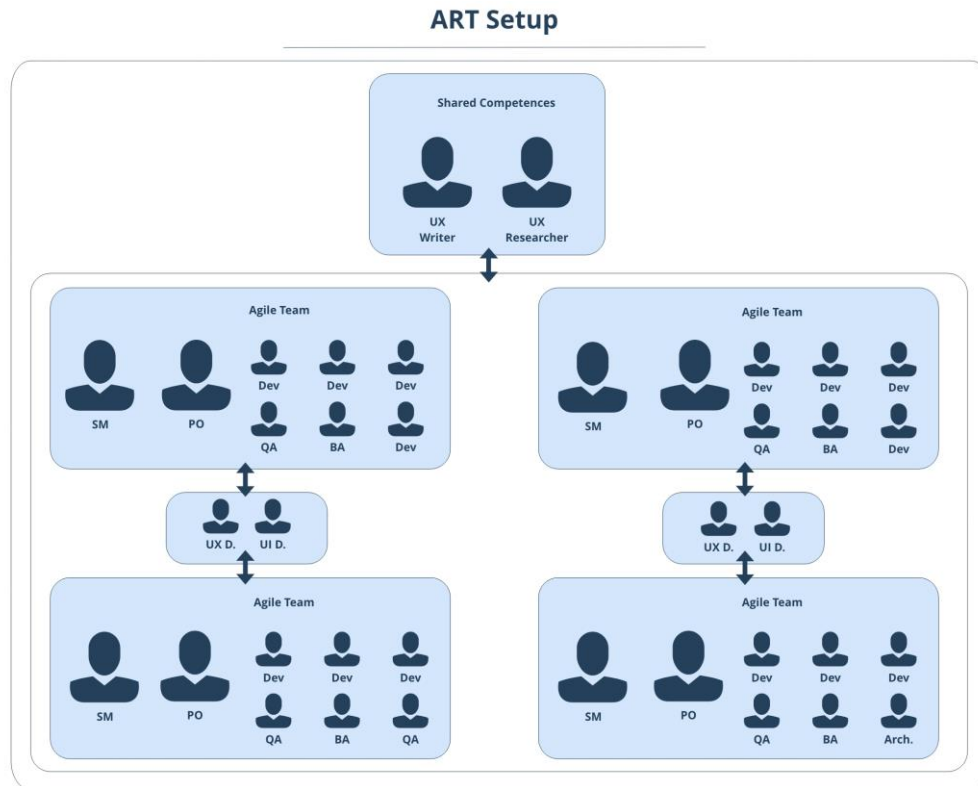 ART Setup
Shared Competences
UX
Writer
UX
Researcher
Agile Team
SM
PO
Dev
Dev
Dev
QA
BA
Dev
Agile Team
SM
PO
Dev
Dev
Dev
QA
BA
Dev
UX D.
UI D.
UX D.
UI D.
Agile Team
SM
PO
Dev
Dev
Dev
QA
BA
QA
Agile Team
SM
PO
Dev
Dev
Dev
QA
BA
Arch.